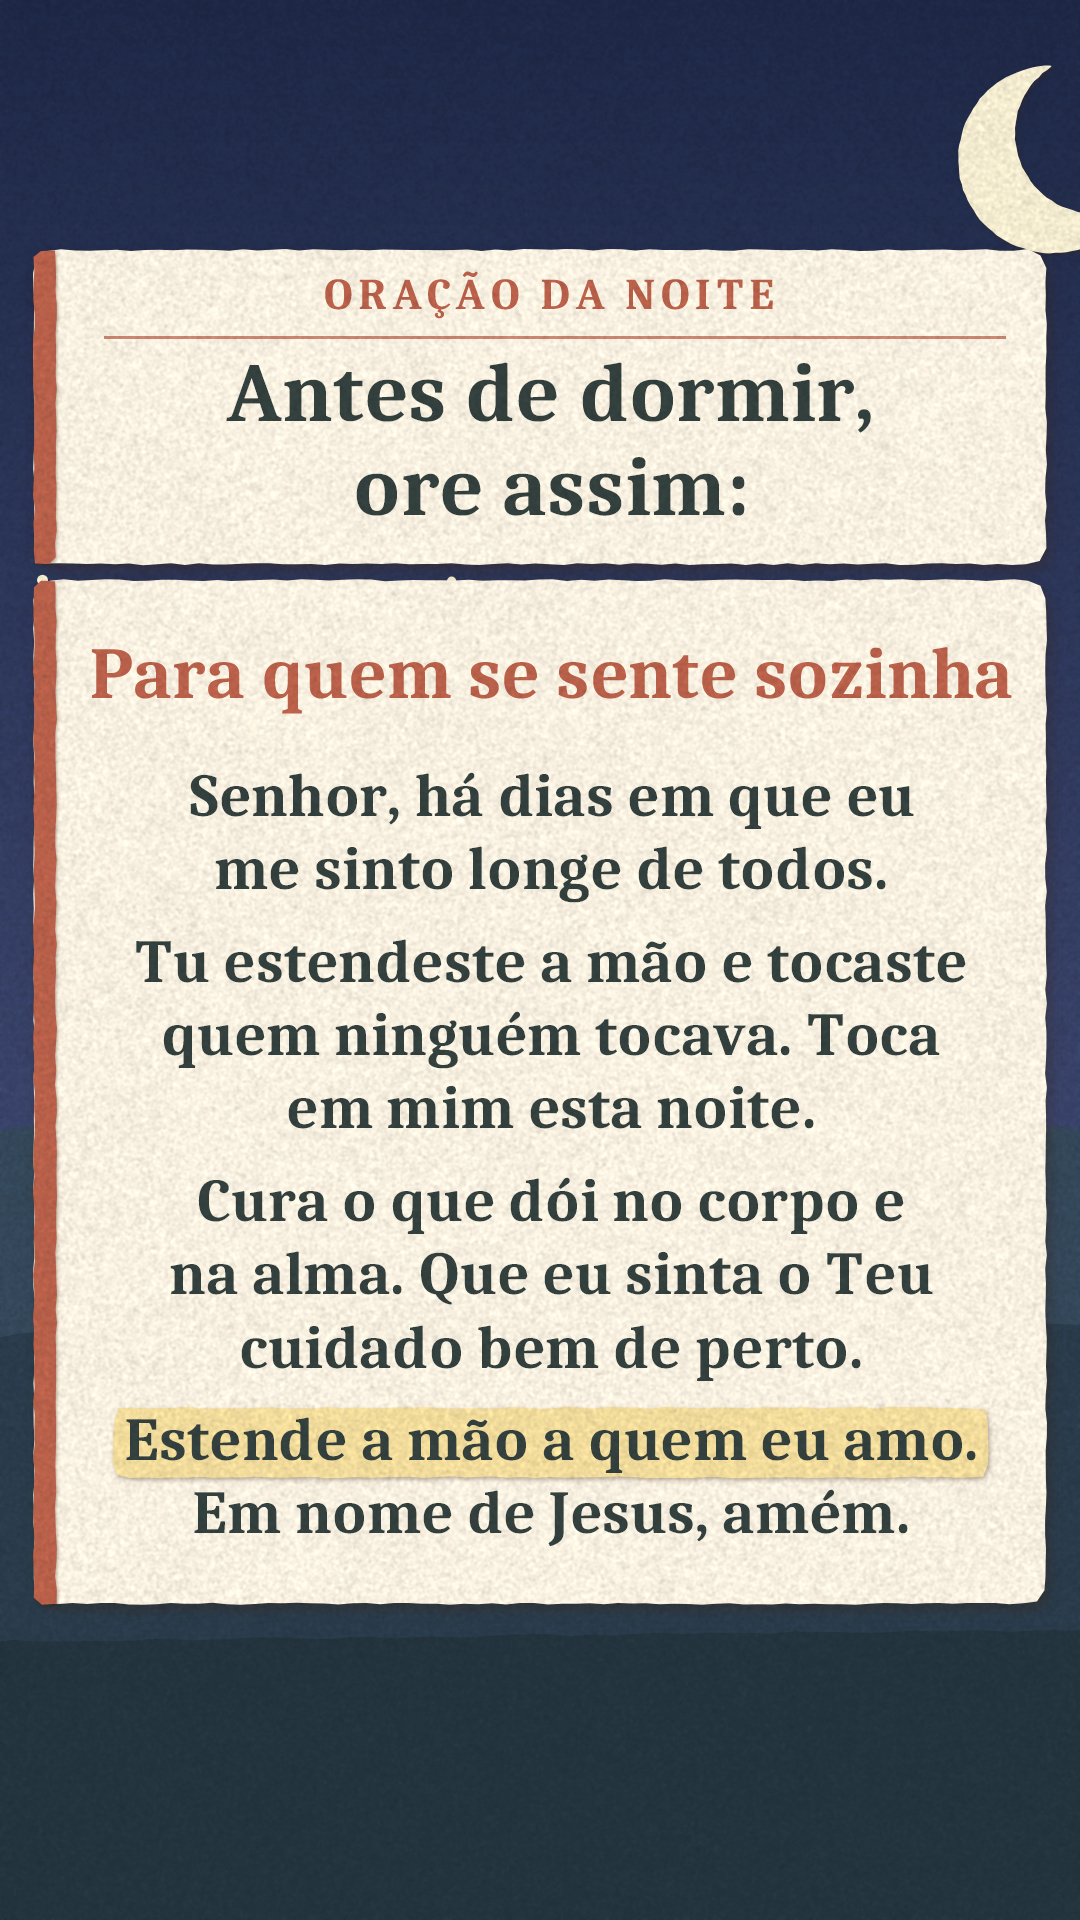 ORAÇÃO DA NOITE
Antes de dormir,
ore assim:
Para quem se sente sozinha
Senhor, há dias em que eu
me sinto longe de todos.
Tu estendeste a mão e tocaste
quem ninguém tocava. Toca
em mim esta noite.
Cura o que dói no corpo e
na alma. Que eu sinta o Teu
cuidado bem de perto.
Estende a mão a quem eu amo.
Em nome de Jesus, amém.